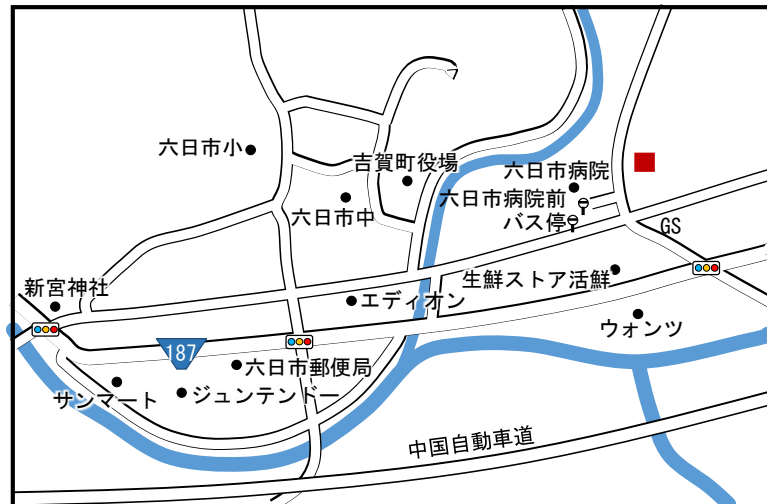 六日市小
吉賀町役場
六日市病院
六日市病院前
バス停
六日市中
GS
生鮮ストア活鮮
新宮神社
エディオン
ウォンツ
187
六日市郵便局
サンマート
ジュンテンドー
中国自動車道